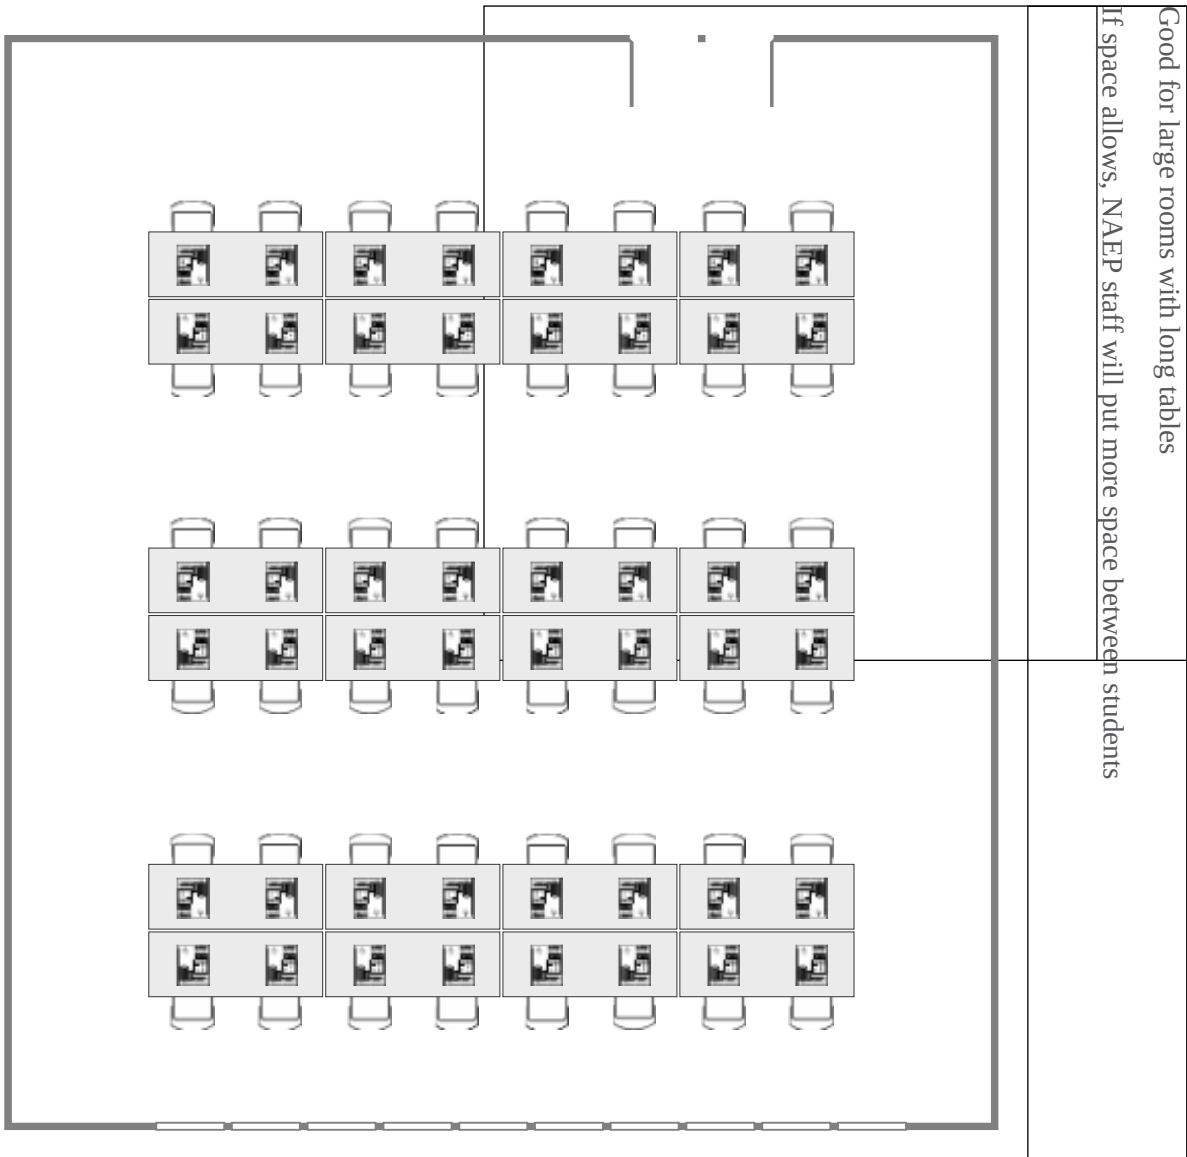 Good for large rooms with long tables
If space allows, NAEP staff will put more space between students